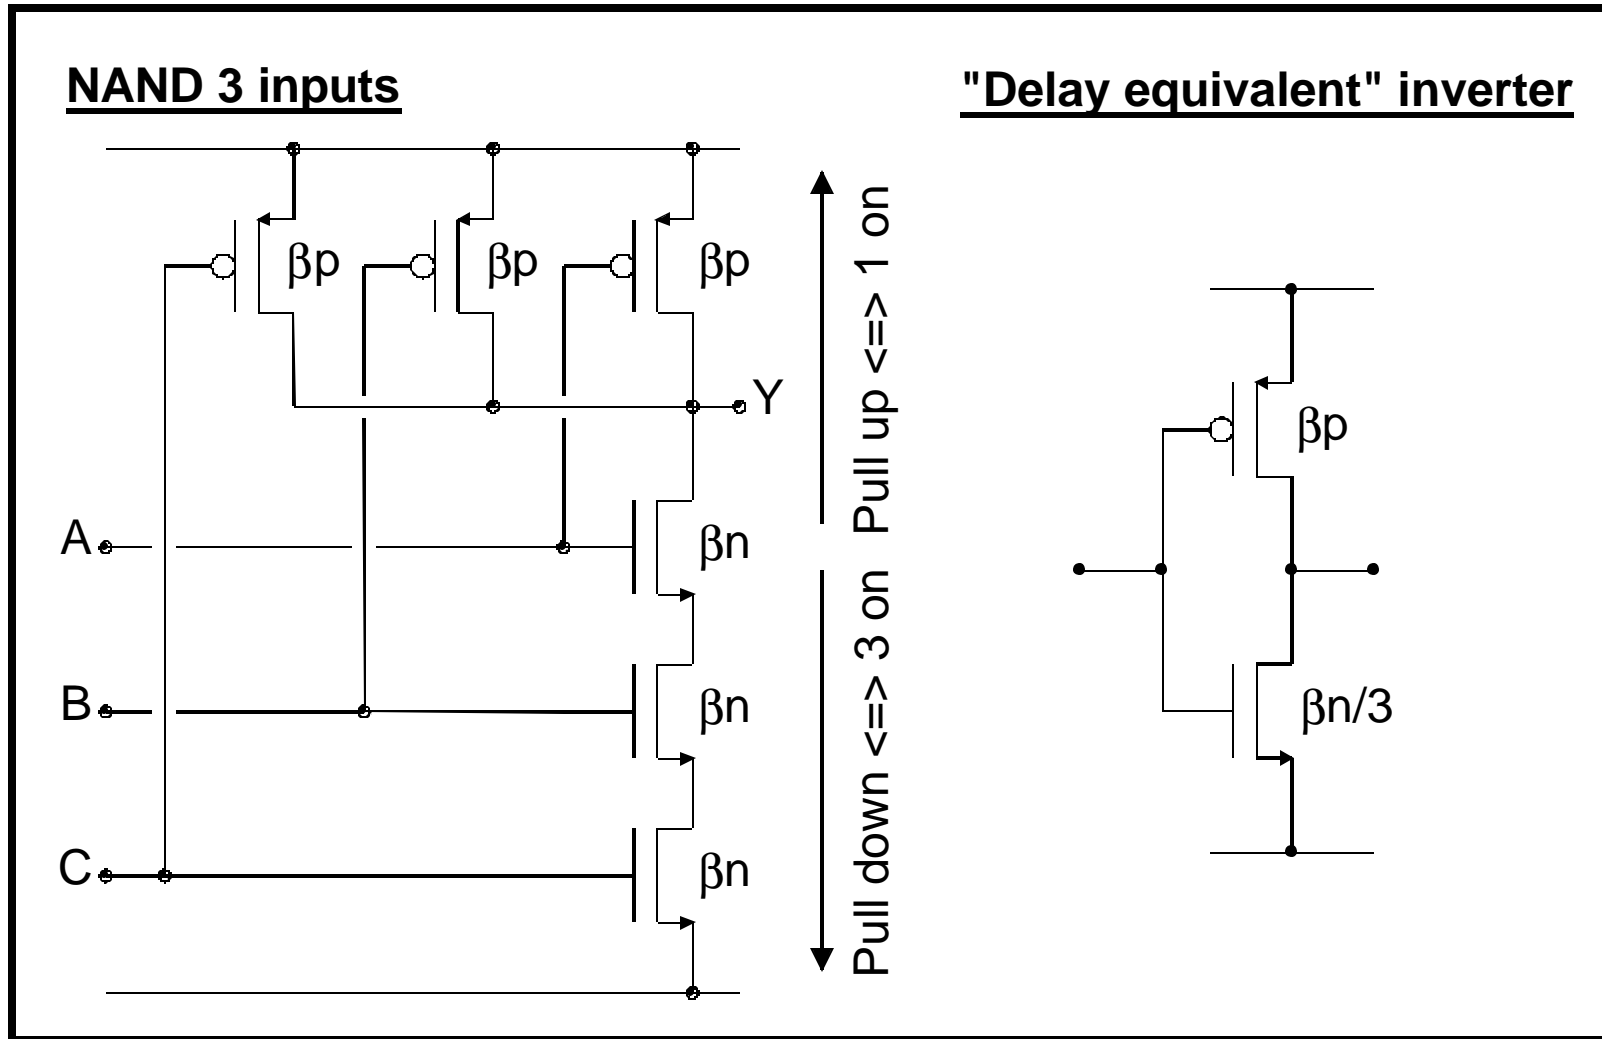 NAND 3 inputs
"Delay equivalent" inverter
βp
βp
βp
Y
A
βn
B
βn
C
βn
Pull up <=> 1 on
Pull down <=> 3 on
βp
βn/3